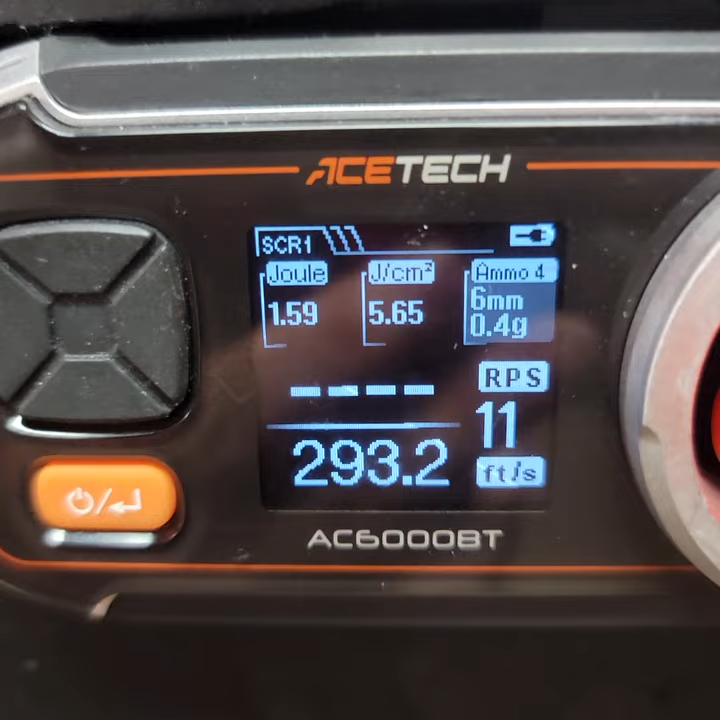 ACETECH
SCR1
Joule
J/cm²
Ammo 4
1.59
5.65
6mm
0.4g
----
RPS
11
293.2
ft/s
AC6000BT